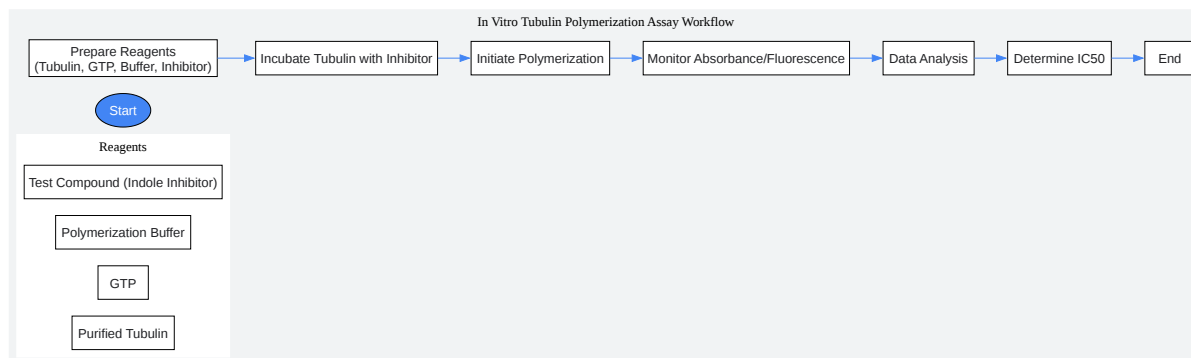 In Vitro Tubulin Polymerization Assay Workflow
Prepare Reagents
(Tubulin, GTP, Buffer, Inhibitor)
Incubate Tubulin with Inhibitor
Initiate Polymerization
Monitor Absorbance/Fluorescence
Data Analysis
Determine IC50
End
Start
Reagents
Test Compound (Indole Inhibitor)
Polymerization Buffer
GTP
Purified Tubulin